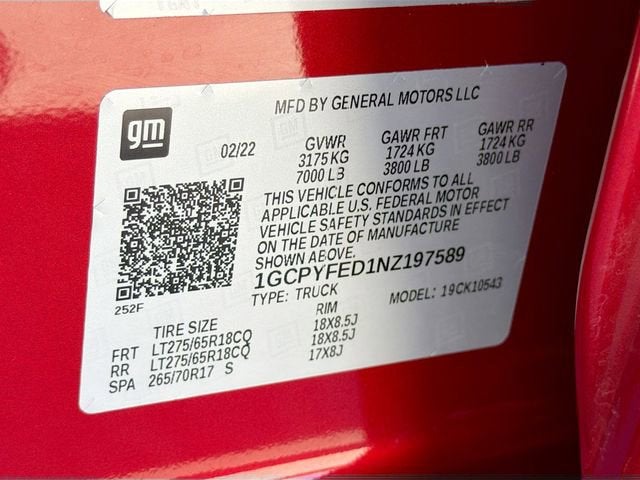 MFD BY GENERAL MOTORS LLC
gm
02/22
GVWR GAWR FRT GAWR RR
3175 KG 1724 KG 1724 KG
7000 LB 3800 LB 3800 LB
THIS VEHICLE CONFORMS TO ALL
APPLICABLE U.S. FEDERAL MOTOR
VEHICLE SAFETY STANDARDS IN EFFECT
ON THE DATE OF MANUFACTURE
SHOWN ABOVE.
1GCPYFED1NZ197589
252F
TYPE: TRUCK MODEL: 19CK10543
TIRE SIZE RIM
FRT LT275/65R18CQ 18X8.5J
RR LT275/65R18CQ 18X8.5J
SPA 265/70R17 S 17X8J